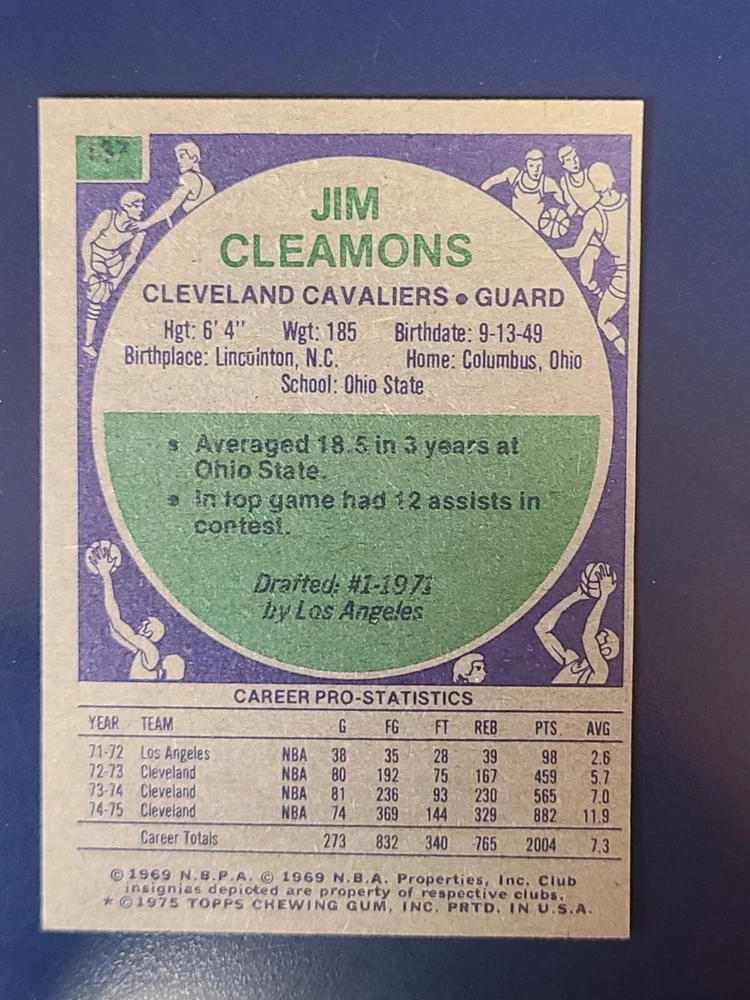 137
JIM
CLEAMONS
CLEVELAND CAVALIERS • GUARD
Hgt: 6' 4" Wgt: 185 Birthdate: 9-13-49
Birthplace: Lincolnton, N.C. Home: Columbus, Ohio
School: Ohio State
• Averaged 18.5 in 3 years at
Ohio State.
• In top game had 12 assists in
contest.
Drafted: #1-1971
by Los Angeles
CAREER PRO-STATISTICS
YEAR TEAM G FG FT REB PTS AVG
71-72 Los Angeles NBA 38 35 28 39 98 2.6
72-73 Cleveland NBA 80 192 75 167 459 5.7
73-74 Cleveland NBA 81 236 93 230 565 7.0
74-75 Cleveland NBA 74 369 144 329 882 11.9
Career Totals 273 832 340 765 2004 7.3
© 1969 N.B.P.A. © 1969 N.B.A. Properties, Inc. Club
insignias depicted are property of respective clubs.
* © 1975 TOPPS CHEWING GUM, INC. PRTD. IN U.S.A.